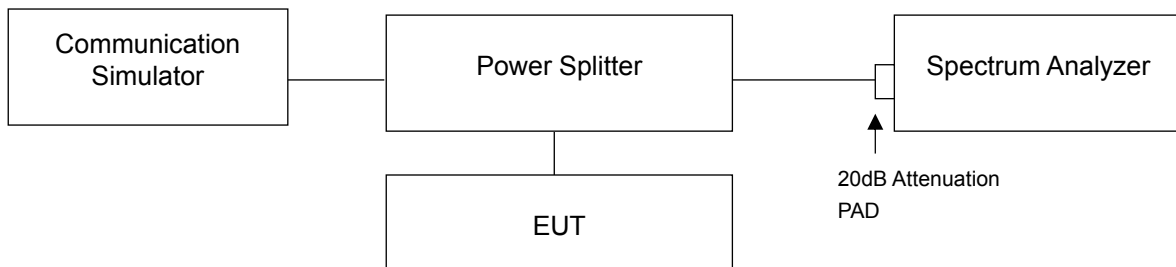 Communication
Simulator
Power Splitter
Spectrum Analyzer
20dB Attenuation
PAD
EUT